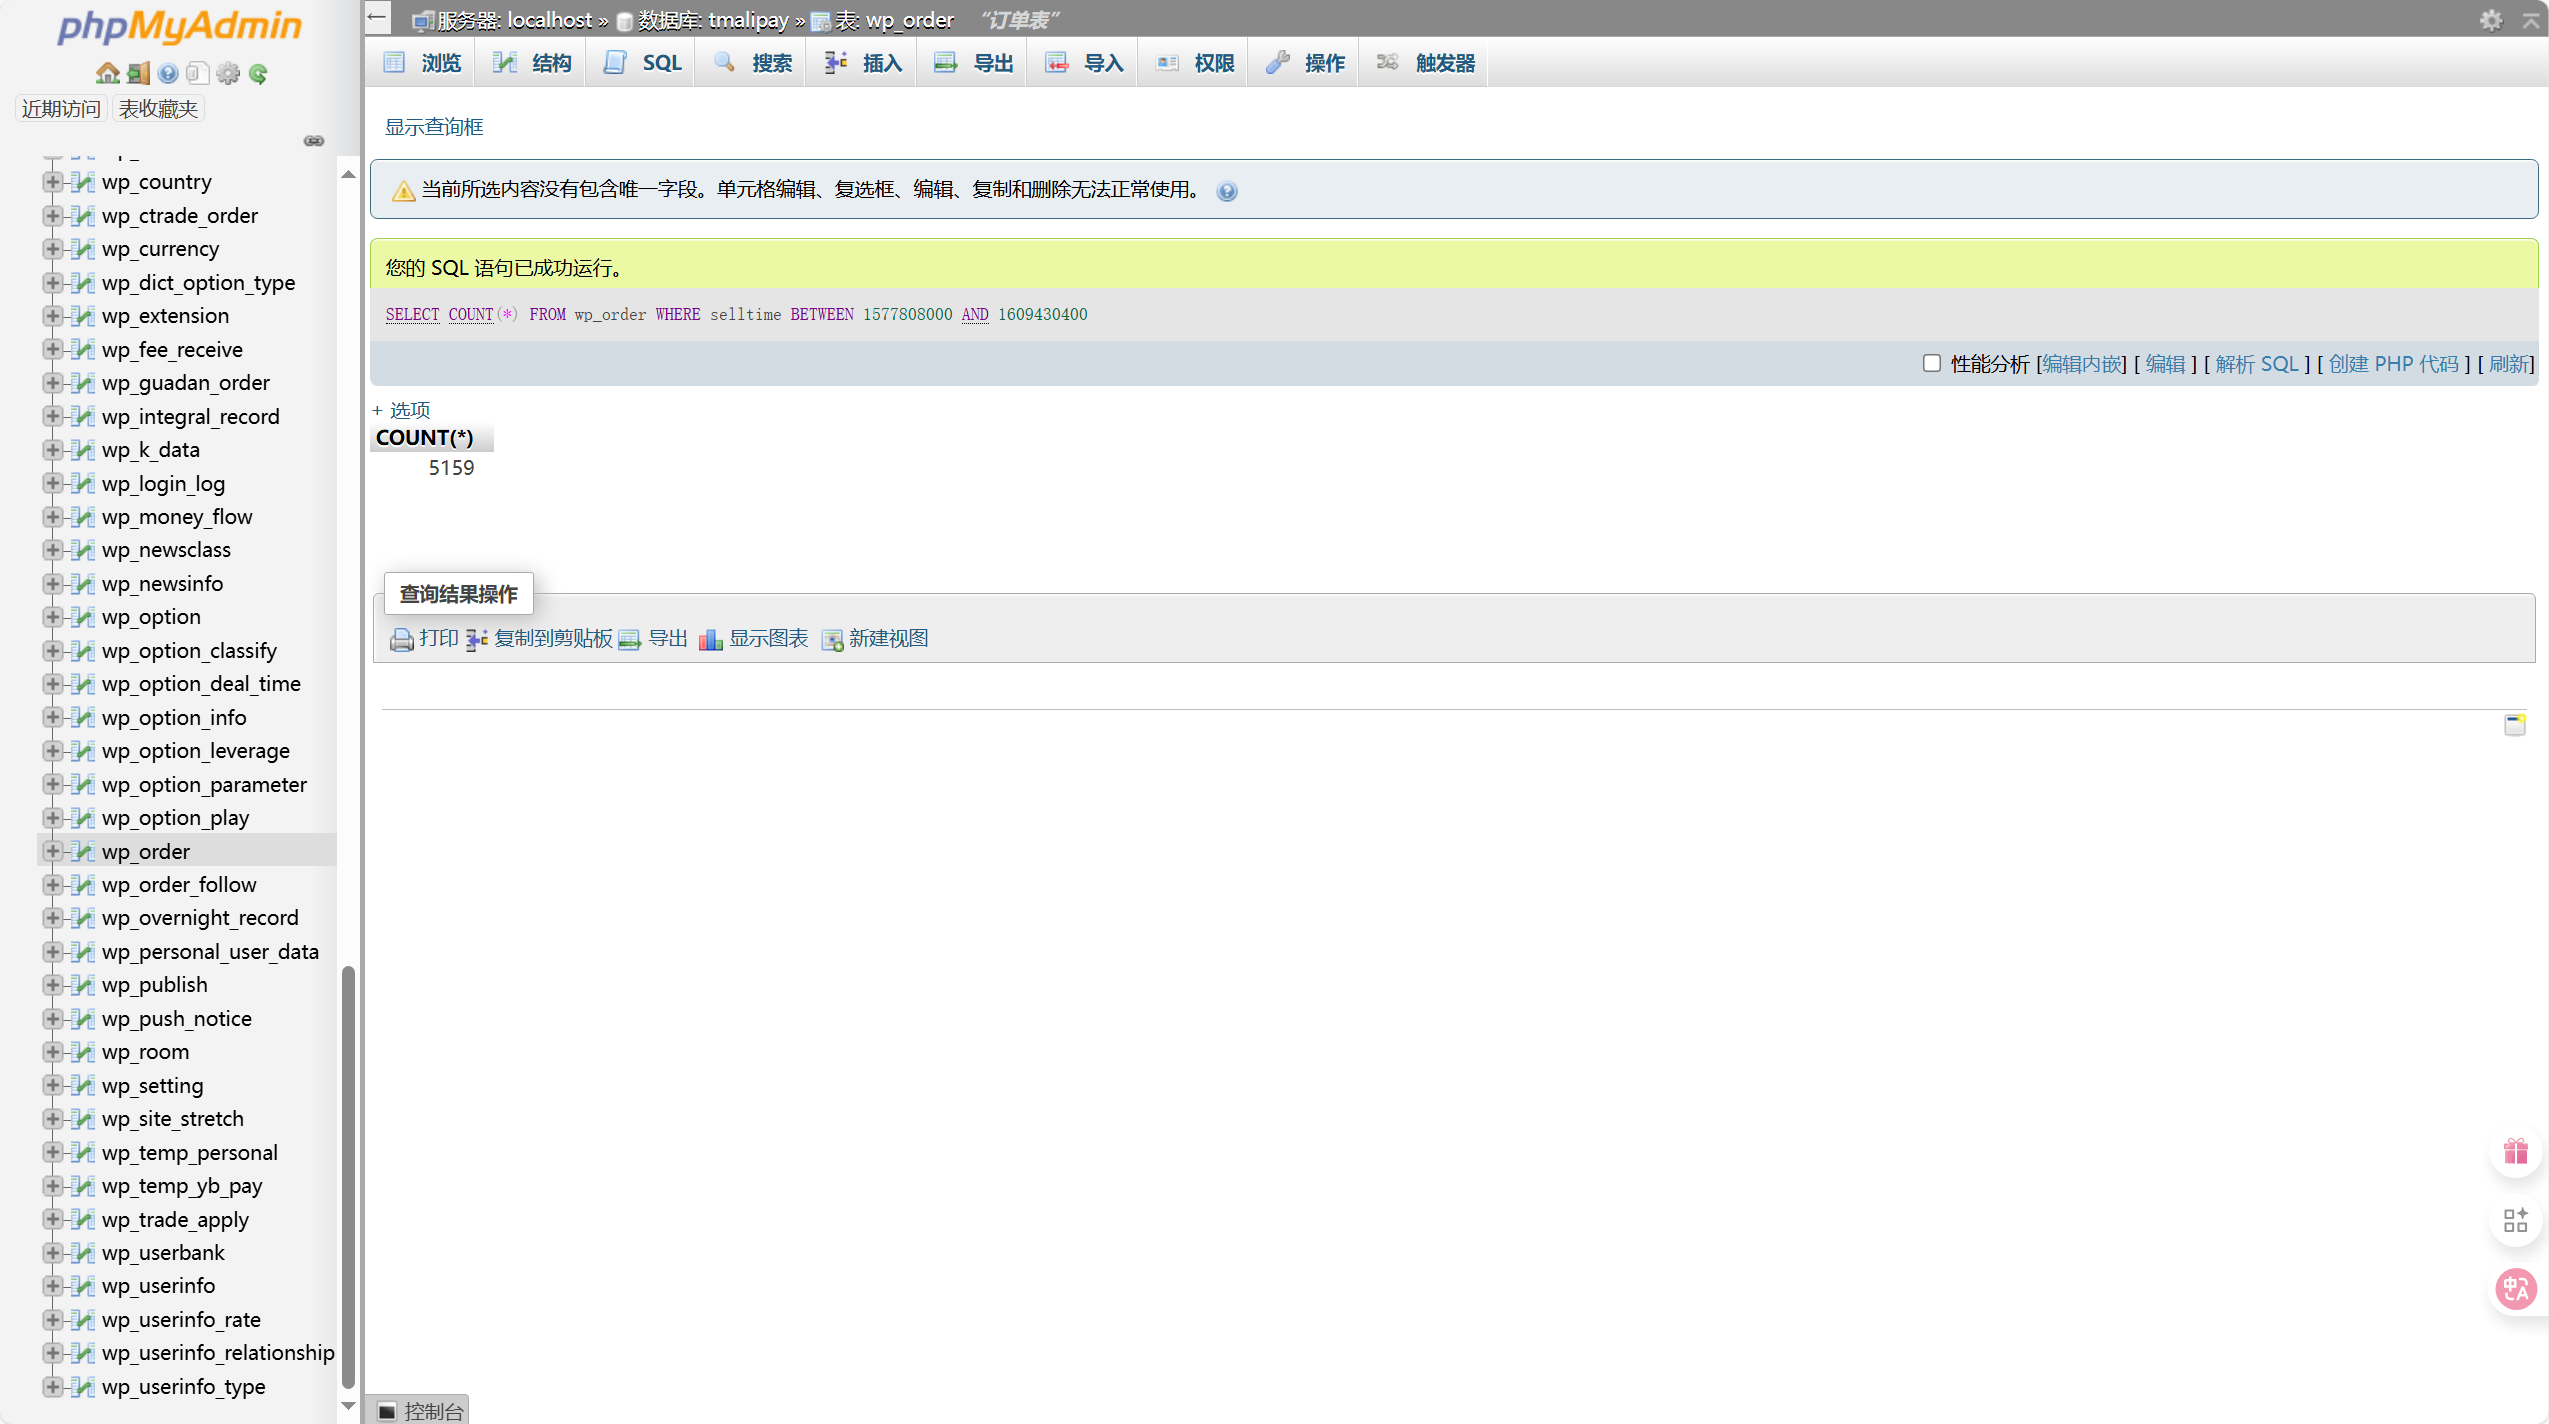 phpMyAdmin
近期访问 表收藏夹
wp_country
wp_ctrade_order
wp_currency
wp_dict_option_type
wp_extension
wp_fee_receive
wp_guadan_order
wp_integral_record
wp_k_data
wp_login_log
wp_money_flow
wp_newsclass
wp_newsinfo
wp_option
wp_option_classify
wp_option_deal_time
wp_option_info
wp_option_leverage
wp_option_parameter
wp_option_play
wp_order
wp_order_follow
wp_overnight_record
wp_personal_user_data
wp_publish
wp_push_notice
wp_room
wp_setting
wp_site_stretch
wp_temp_personal
wp_temp_yb_pay
wp_trade_apply
wp_userbank
wp_userinfo
wp_userinfo_rate
wp_userinfo_relationship
wp_userinfo_type
服务器: localhost » 数据库: tmalipay » 表: wp_order “订单表”
浏览 结构 SQL 搜索 插入 导出 导入 权限 操作 触发器
显示查询框
当前所选内容没有包含唯一字段。单元格编辑、复选框、编辑、复制和删除无法正常使用。
您的 SQL 语句已成功运行。
SELECT COUNT(*) FROM wp_order WHERE selltime BETWEEN 1577808000 AND 1609430400
性能分析 [编辑内嵌] [ 编辑 ] [ 解析 SQL ] [ 创建 PHP 代码 ] [ 刷新]
+ 选项
COUNT(*)
5159
查询结果操作
打印 复制到剪贴板 导出 显示图表 新建视图
控制台
中A